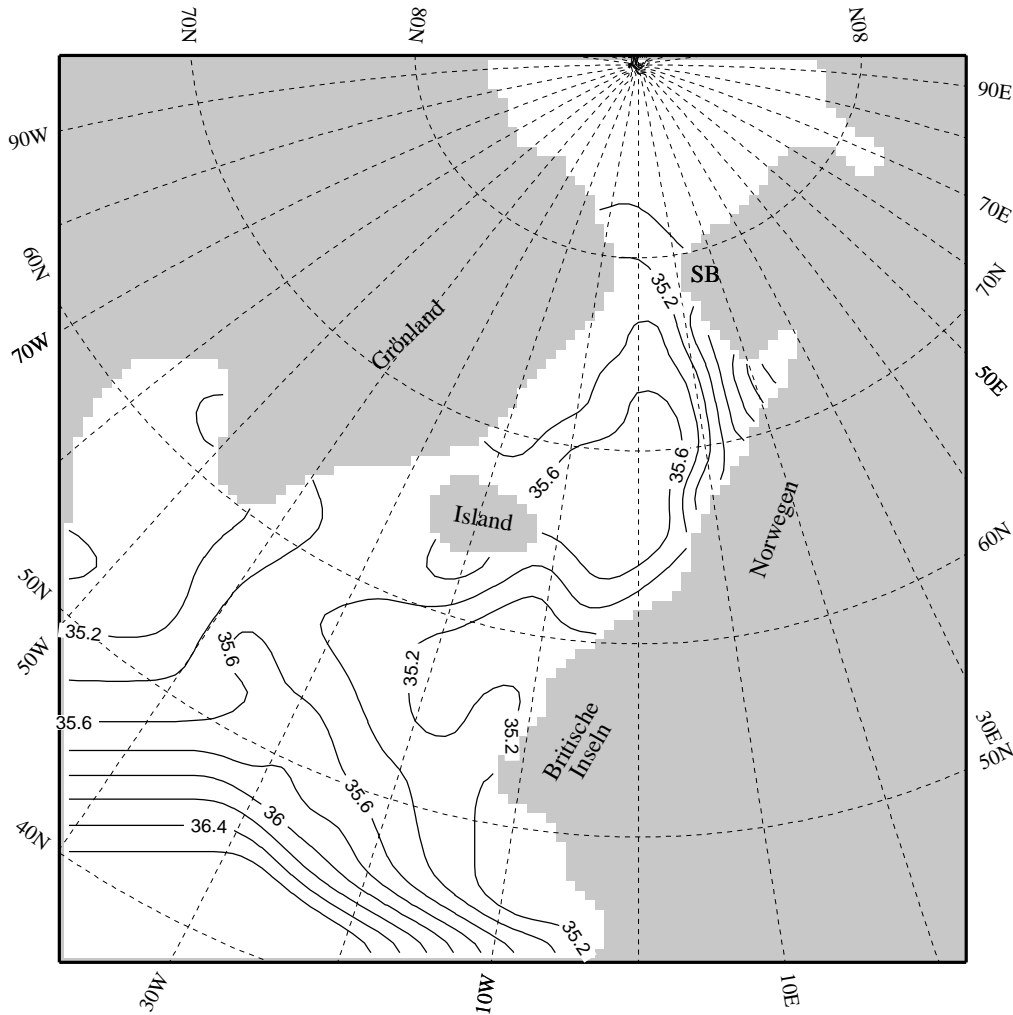 70N
80N
80N
90W
90E
60N
70E
SB
70N
35.2
Grönland
70W
50E
35.6
35.6
Island
Norwegen
60N
50N
35.2
50W
35.6
35.2
35.6
35.2
Britische
Inseln
30E
50N
35.6
36
36.4
40N
35.2
30W
10W
10E